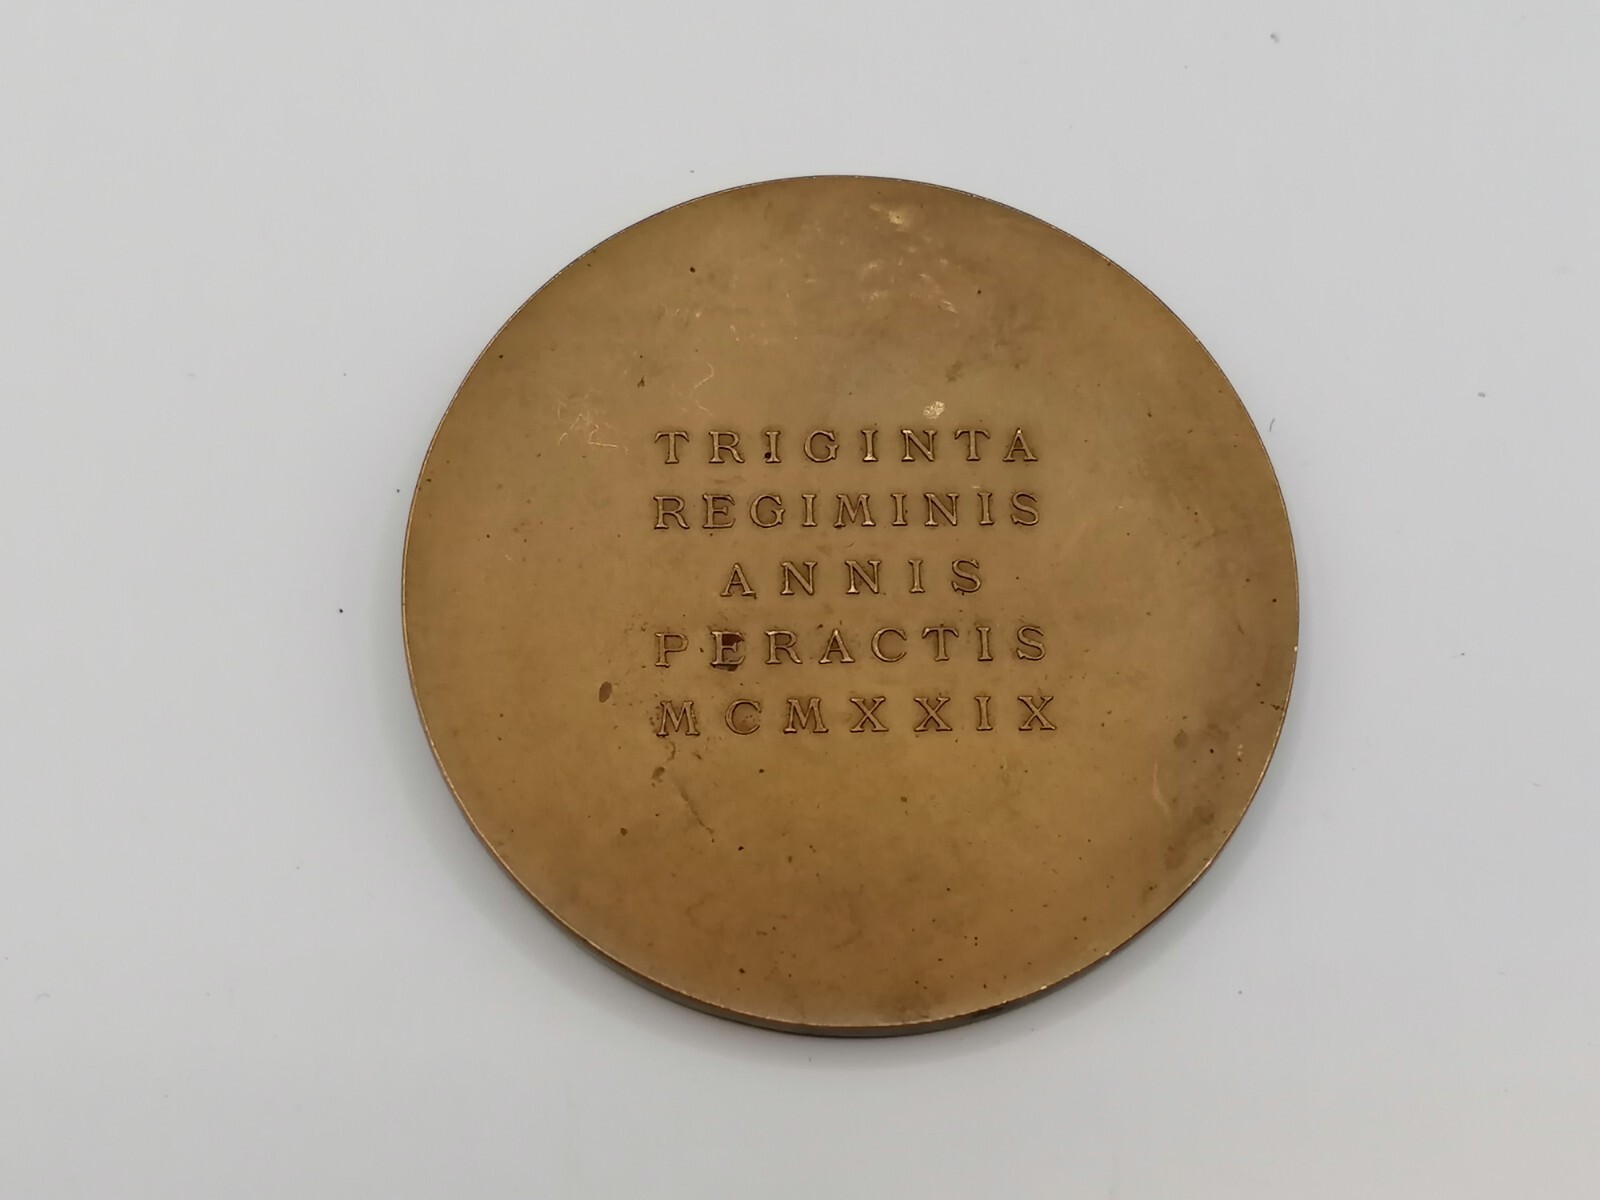 TRIGINTA
REGIMINIS
ANNIS
PERACTIS
MCMXXIX